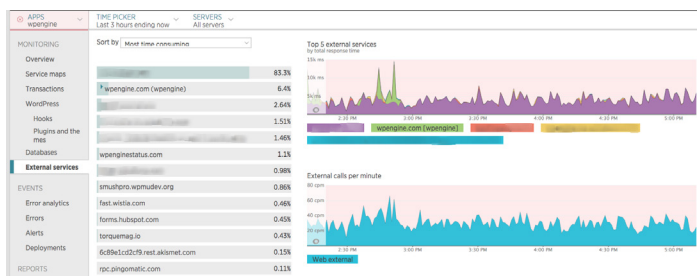 APPS
wpengine
TIME PICKER
Last 3 hours ending now
SERVERS
All servers
MONITORING
Overview
Service maps
Transactions
WordPress
Hooks
Plugins and the
mes
Databases
External services
EVENTS
Error analytics
Errors
Alerts
Deployments
REPORTS
Sort by Most time consuming
83.3%
wpengine.com (wpengine) 6.4%
2.64%
1.51%
1.46%
wpenginestatus.com 1.1%
0.98%
smushpro.wpmudev.org 0.86%
fast.wistia.com 0.46%
forms.hubspot.com 0.45%
torquemag.io 0.43%
6c89e1cd2cf9.rest.akismet.com 0.15%
rpc.pingomatic.com 0.11%
Top 5 external services
by total response time
15k ms
10k ms
5k ms
2:30 PM 3:00 PM 3:30 PM 4:00 PM 4:30 PM 5:00 PM
wpengine.com [wpengine]
External calls per minute
80 cpm
60 cpm
40 cpm
20 cpm
2:30 PM 3:00 PM 3:30 PM 4:00 PM 4:30 PM 5:00 PM
Web external